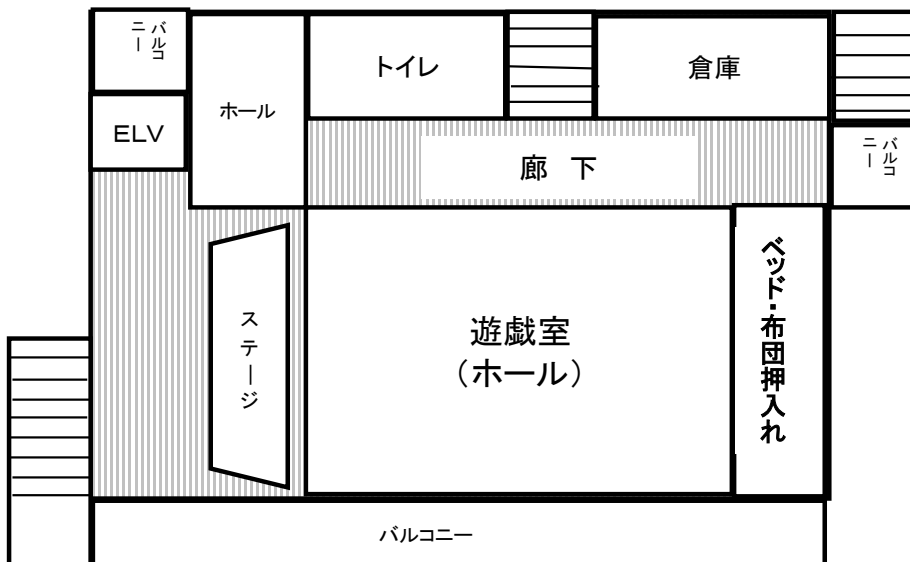 バルコニー
トイレ
倉庫
ホール
ELV
廊 下
バルコニー
ステージ
遊戯室
（ホール）
ベッド・布団押入れ
バルコニー